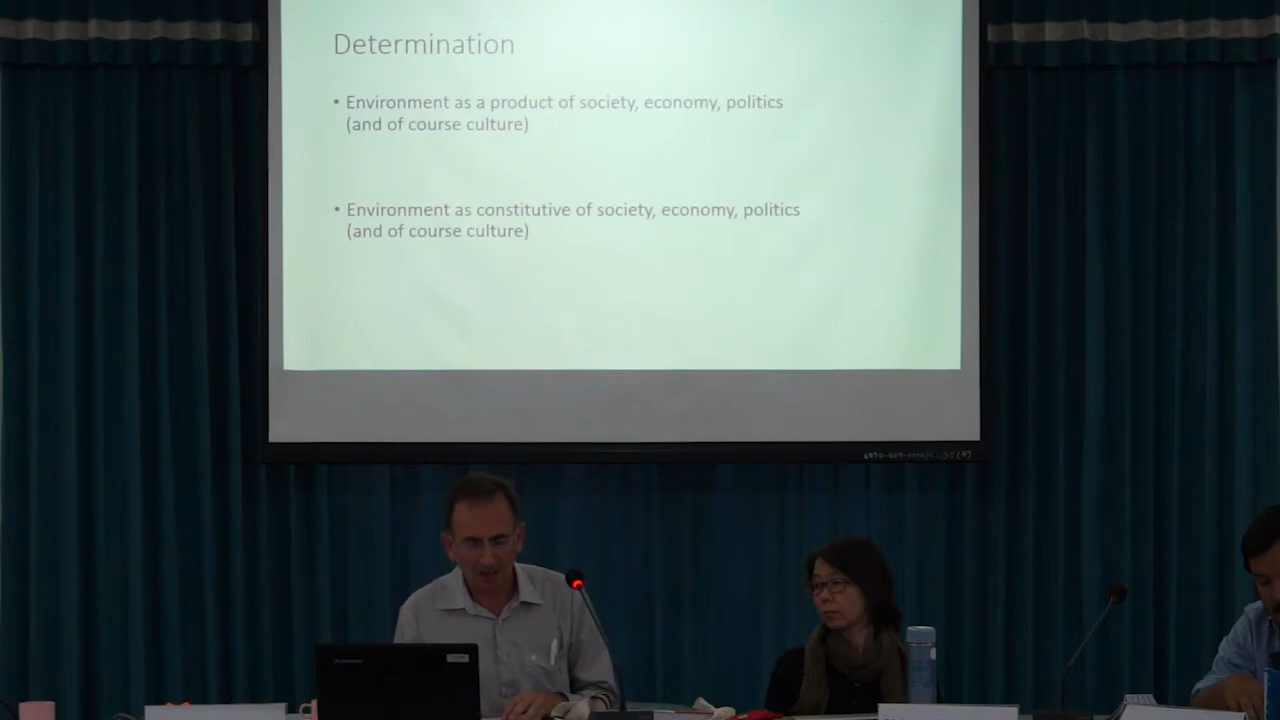 Determination
• Environment as a product of society, economy, politics
(and of course culture)
• Environment as constitutive of society, economy, politics
(and of course culture)